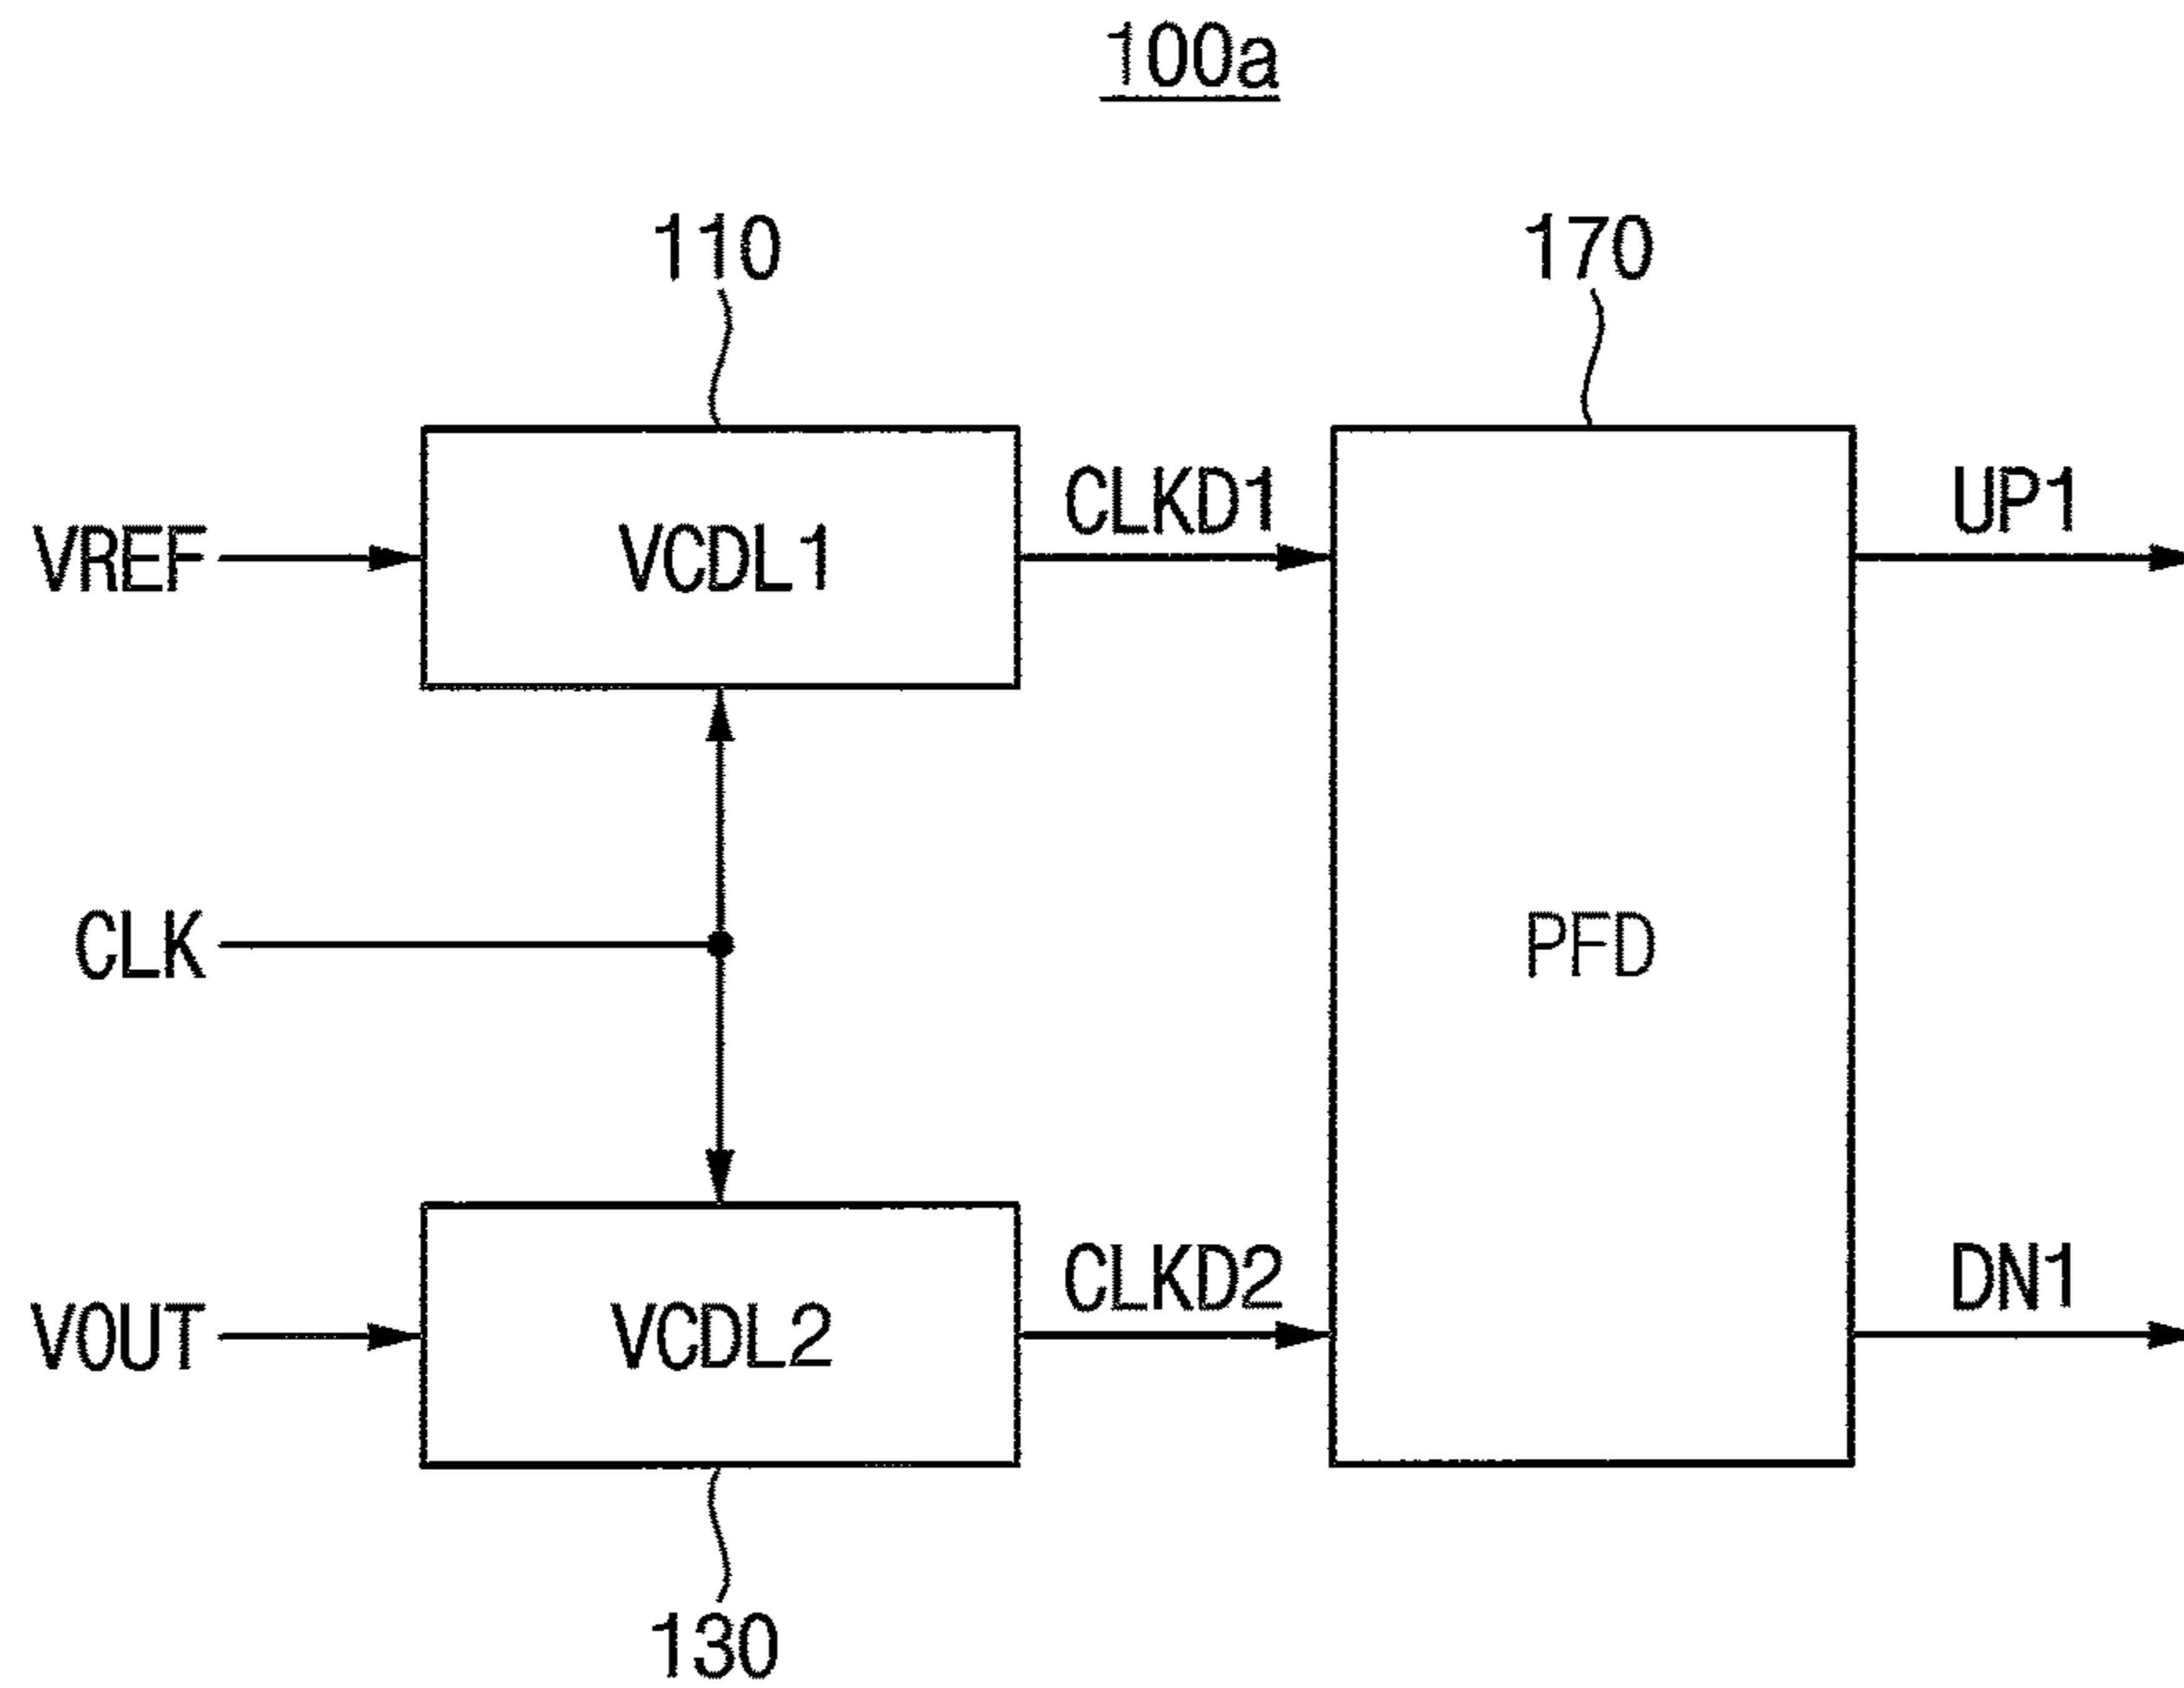 100a
110
170
VREF
VCDL1
CLKD1
UP1
CLK
PFD
VOUT
VCDL2
CLKD2
DN1
130